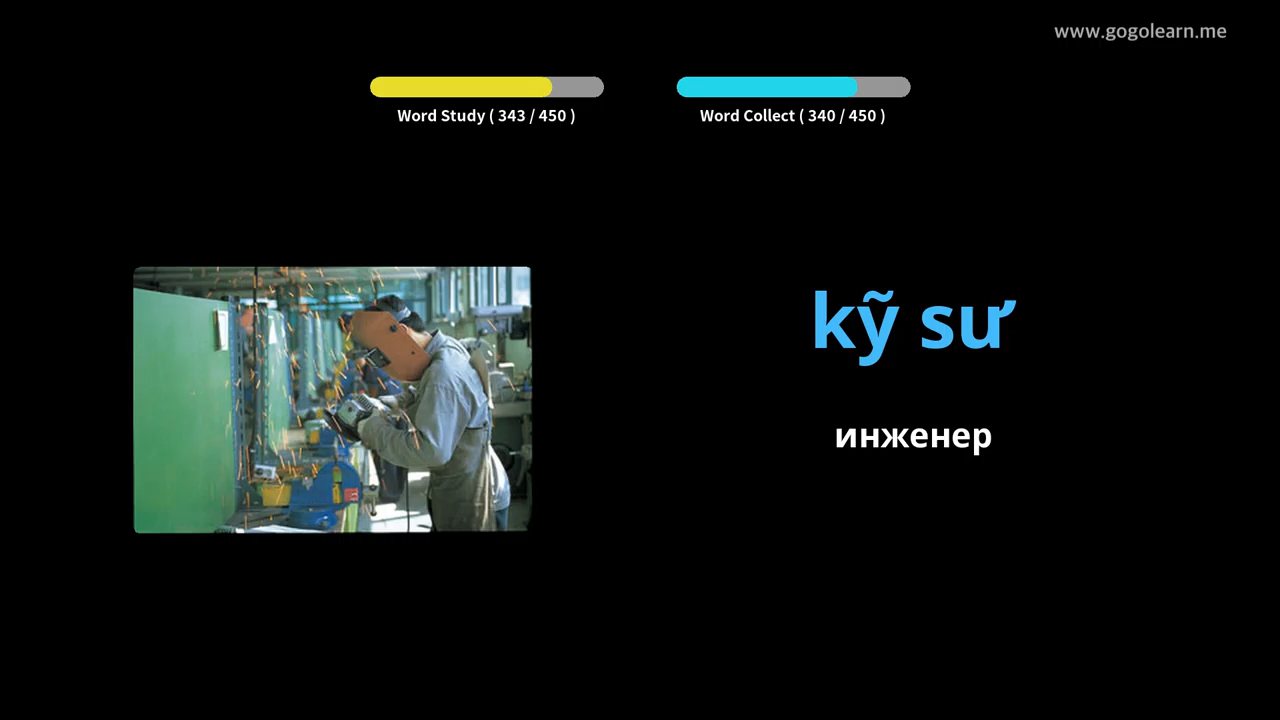 www.gogolearn.me
Word Study ( 343 / 450 )
Word Collect ( 340 / 450 )
kỹ sư
инженер